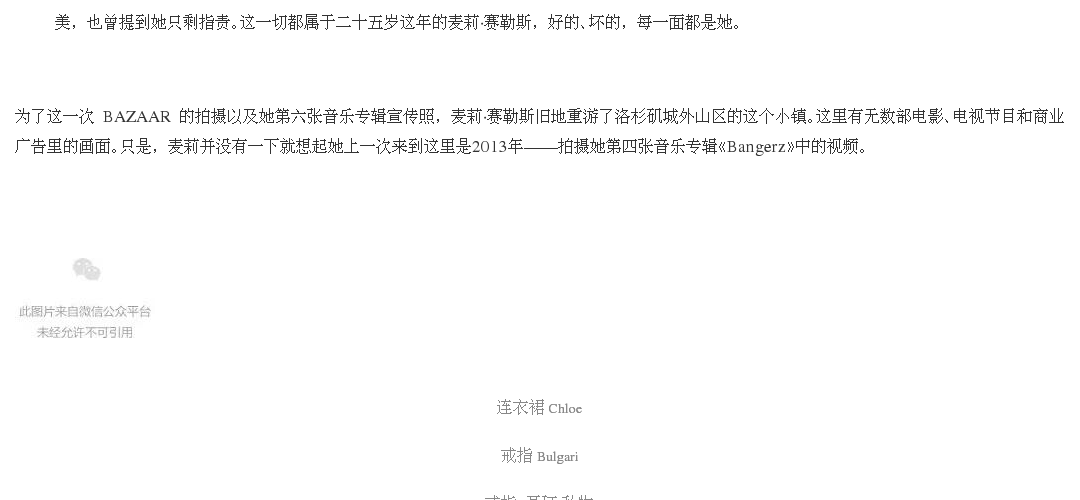 美，也曾提到她只剩指贵。这一切都属于二十五岁这年的麦莉·赛勒斯，好的、坏的，每一面都是她。
为了这一次 BAZAAR 的拍摄以及她第六张音乐专辑宣传照，麦莉·赛勒斯旧地重游了洛杉矶城外山区的这个小镇。这里有无数部电影、电视节目和商业
广告里的画面。只是，麦莉并没有一下就想起她上一次来到这里是2013年——拍摄她第四张音乐专辑《Bangerz》中的视频。
此图片来自微信公众平台
未经允许不可引用
连衣裙 Chloe
戒指 Bulgari